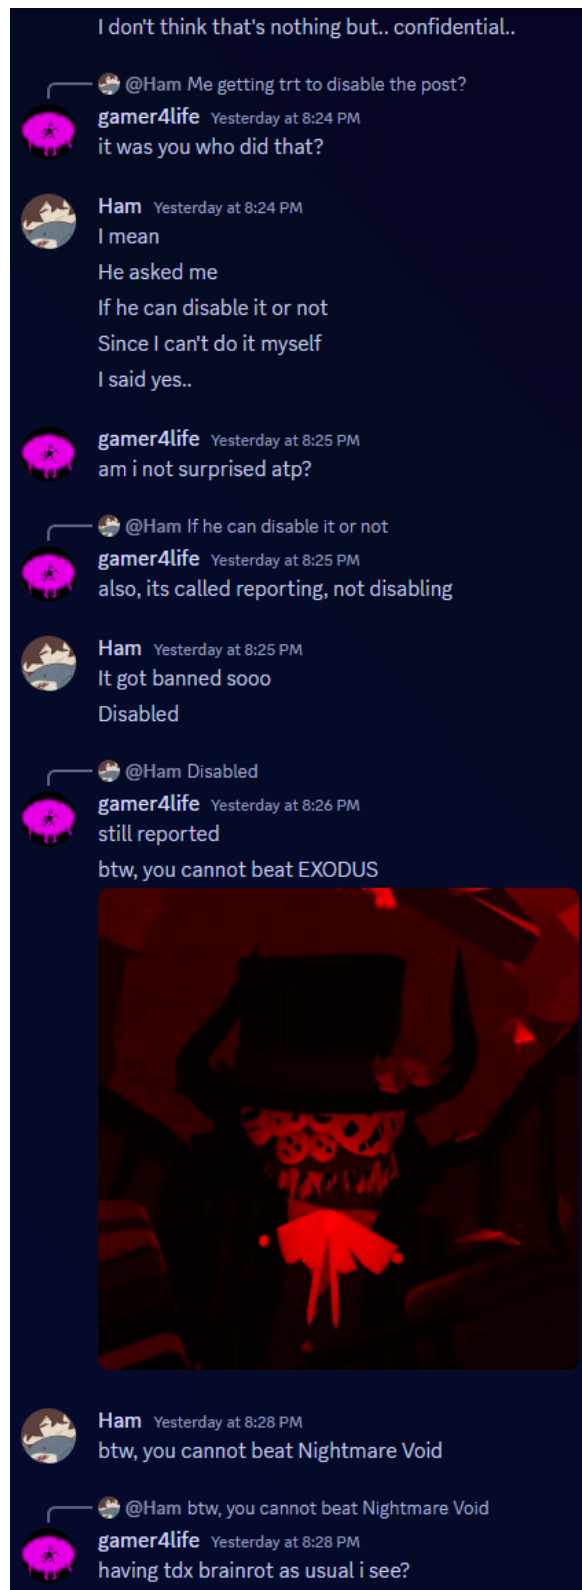 I don't think that's nothing but.. confidential..
@Ham Me getting trt to disable the post?
gamer4life Yesterday at 8:24 PM
it was you who did that?
Ham Yesterday at 8:24 PM
I mean
He asked me
If he can disable it or not
Since I can't do it myself
I said yes..
gamer4life Yesterday at 8:25 PM
am i not surprised atp?
@Ham If he can disable it or not
gamer4life Yesterday at 8:25 PM
also, its called reporting, not disabling
Ham Yesterday at 8:25 PM
It got banned sooo
Disabled
@Ham Disabled
gamer4life Yesterday at 8:26 PM
still reported
btw, you cannot beat EXODUS
Ham Yesterday at 8:28 PM
btw, you cannot beat Nightmare Void
@Ham btw, you cannot beat Nightmare Void
gamer4life Yesterday at 8:28 PM
having tdx brainrot as usual i see?